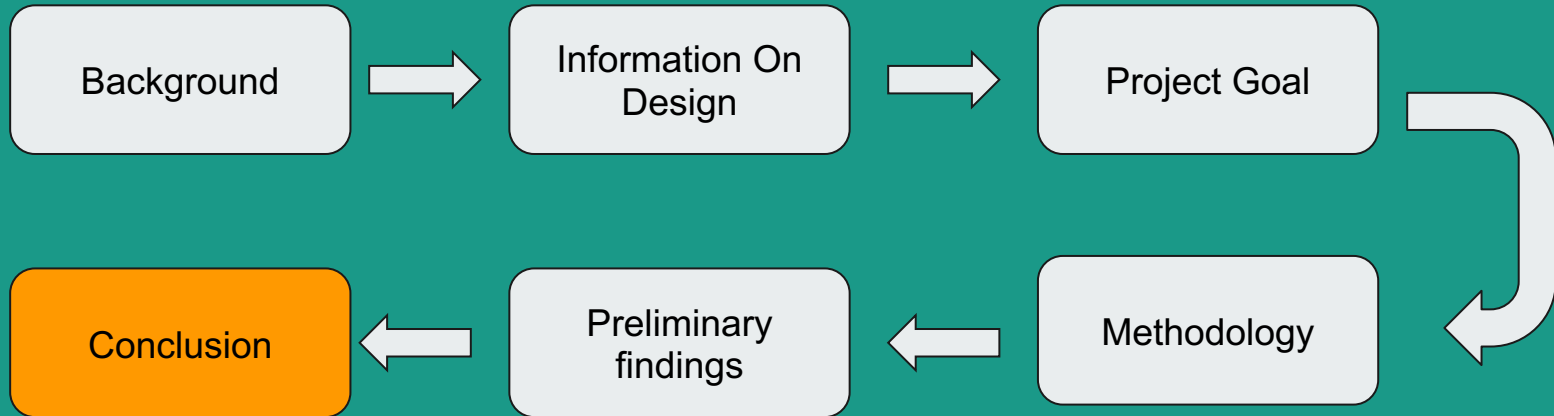 Background
Information On
Design
Project Goal
Methodology
Preliminary
findings
Conclusion